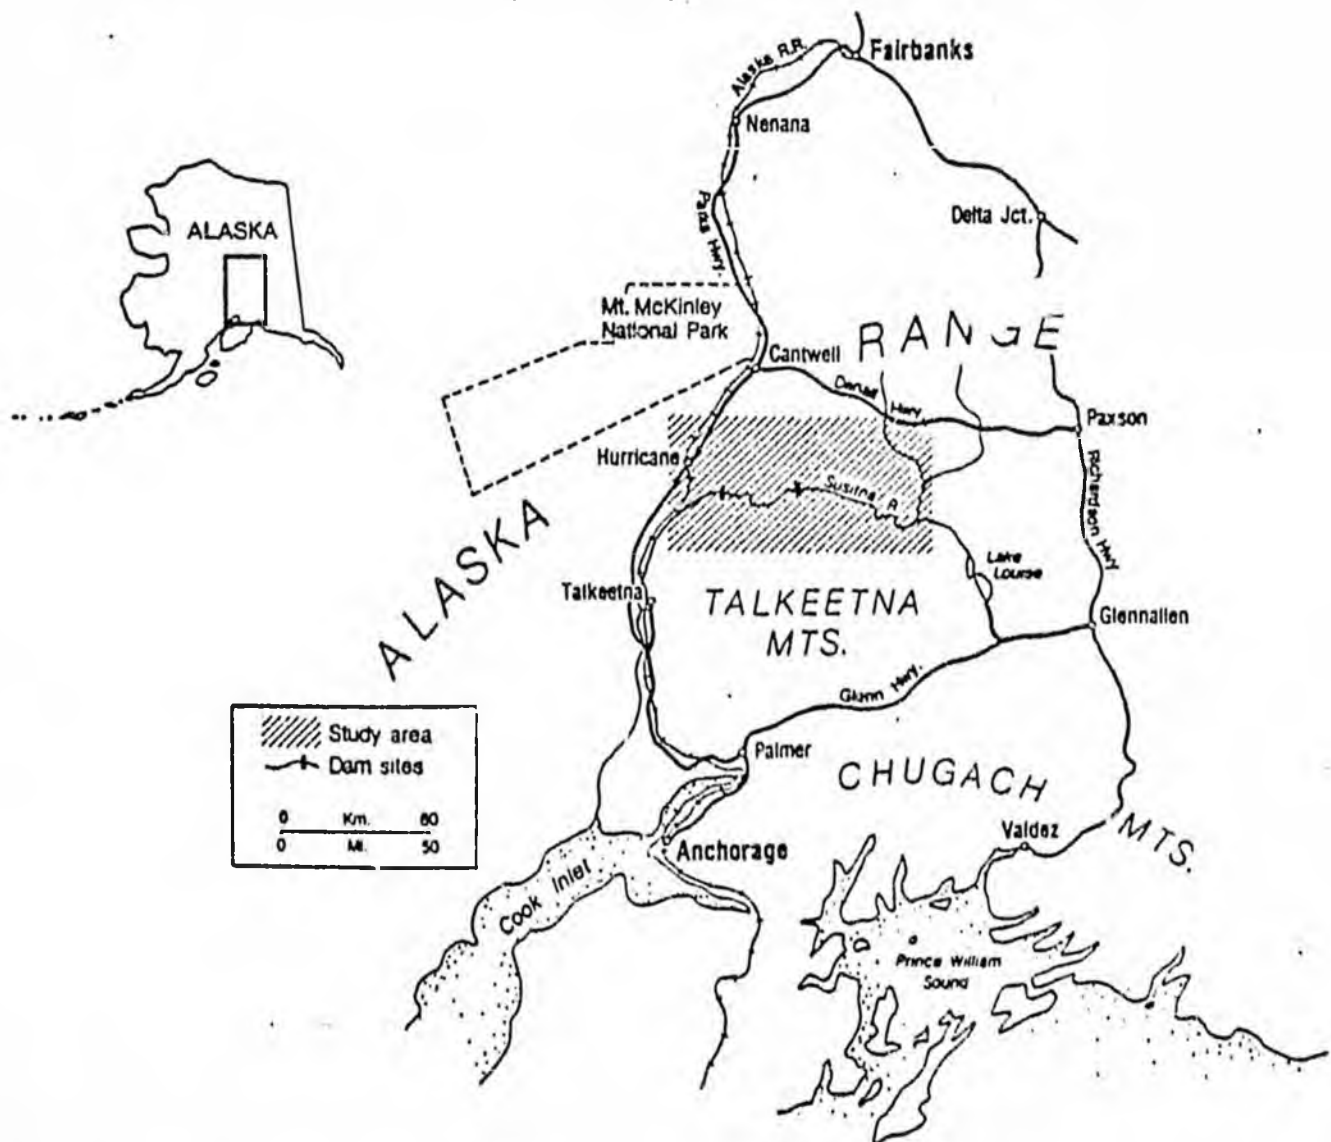 Fairbanks
Alaska R.R.
Nenana
Parks Hwy.
Delta Jct.
ALASKA
Mt. McKinley
National Park
RANGE
Cantwell
Denali Hwy
Paxson
Hurricane
Richardson Hwy
Susitna R.
ALASKA
Lake
Louise
Talkeetna
TALKEETNA
MTS.
Glennallen
Glenn Hwy.
Study area
Dam sites
Palmer
CHUGACH
MTS.
0 Km. 80
0 Mi. 50
Anchorage
Valdez
Cook Inlet
Prince William
Sound